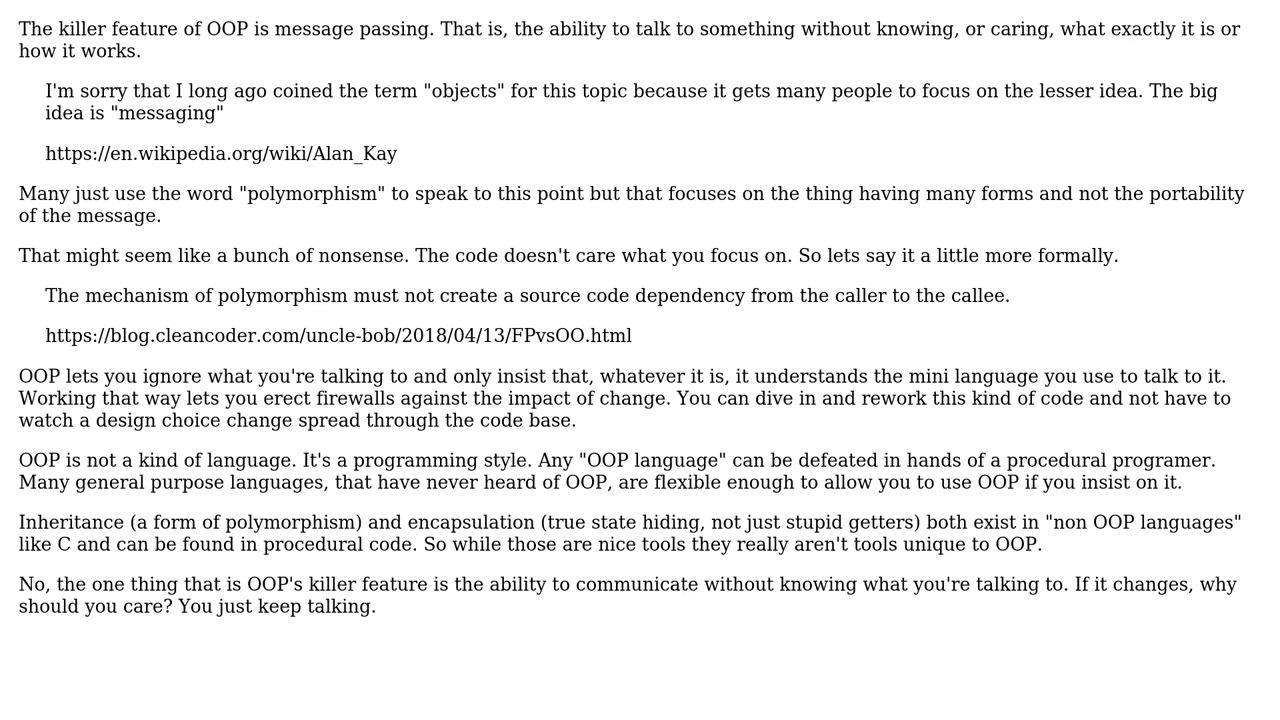 The killer feature of OOP is message passing. That is, the ability to talk to something without knowing, or caring, what exactly it is or
how it works.
I'm sorry that I long ago coined the term "objects" for this topic because it gets many people to focus on the lesser idea. The big
idea is "messaging"
https://en.wikipedia.org/wiki/Alan_Kay
Many just use the word "polymorphism" to speak to this point but that focuses on the thing having many forms and not the portability
of the message.
That might seem like a bunch of nonsense. The code doesn't care what you focus on. So lets say it a little more formally.
The mechanism of polymorphism must not create a source code dependency from the caller to the callee.
https://blog.cleancoder.com/uncle-bob/2018/04/13/FPvsOO.html
OOP lets you ignore what you're talking to and only insist that, whatever it is, it understands the mini language you use to talk to it.
Working that way lets you erect firewalls against the impact of change. You can dive in and rework this kind of code and not have to
watch a design choice change spread through the code base.
OOP is not a kind of language. It's a programming style. Any "OOP language" can be defeated in hands of a procedural programer.
Many general purpose languages, that have never heard of OOP, are flexible enough to allow you to use OOP if you insist on it.
Inheritance (a form of polymorphism) and encapsulation (true state hiding, not just stupid getters) both exist in "non OOP languages"
like C and can be found in procedural code. So while those are nice tools they really aren't tools unique to OOP.
No, the one thing that is OOP's killer feature is the ability to communicate without knowing what you're talking to. If it changes, why
should you care? You just keep talking.